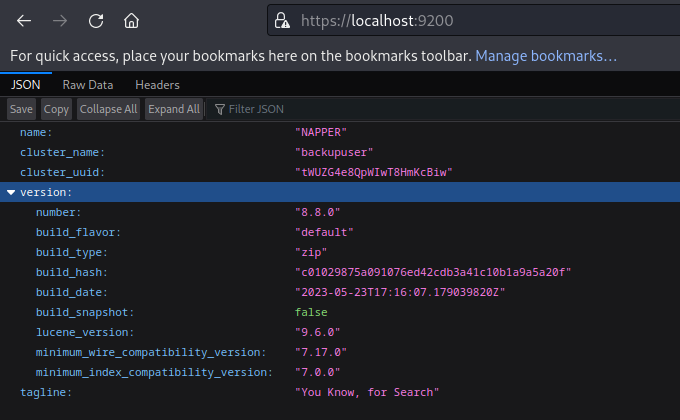 https://localhost:9200
For quick access, place your bookmarks here on the bookmarks toolbar. Manage bookmarks…
JSON Raw Data Headers
Save Copy Collapse All Expand All Filter JSON
name: "NAPPER"
cluster_name: "backupuser"
cluster_uuid: "tWUZG4e8QpWIwT8HmKcBiw"
version:
number: "8.8.0"
build_flavor: "default"
build_type: "zip"
build_hash: "c01029875a091076ed42cdb3a41c10b1a9a5a20f"
build_date: "2023-05-23T17:16:07.179039820Z"
build_snapshot: false
lucene_version: "9.6.0"
minimum_wire_compatibility_version: "7.17.0"
minimum_index_compatibility_version: "7.0.0"
tagline: "You Know, for Search"